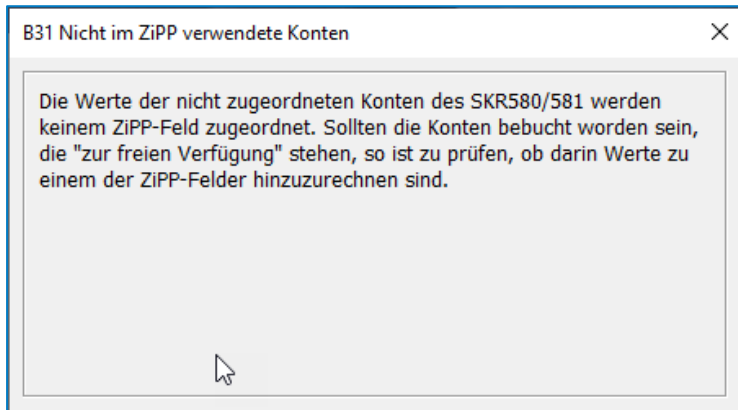 B31 Nicht im ZiPP verwendete Konten
Die Werte der nicht zugeordneten Konten des SKR580/581 werden
keinem ZiPP-Feld zugeordnet. Sollten die Konten bebucht worden sein,
die "zur freien Verfügung" stehen, so ist zu prüfen, ob darin Werte zu
einem der ZiPP-Felder hinzuzurechnen sind.